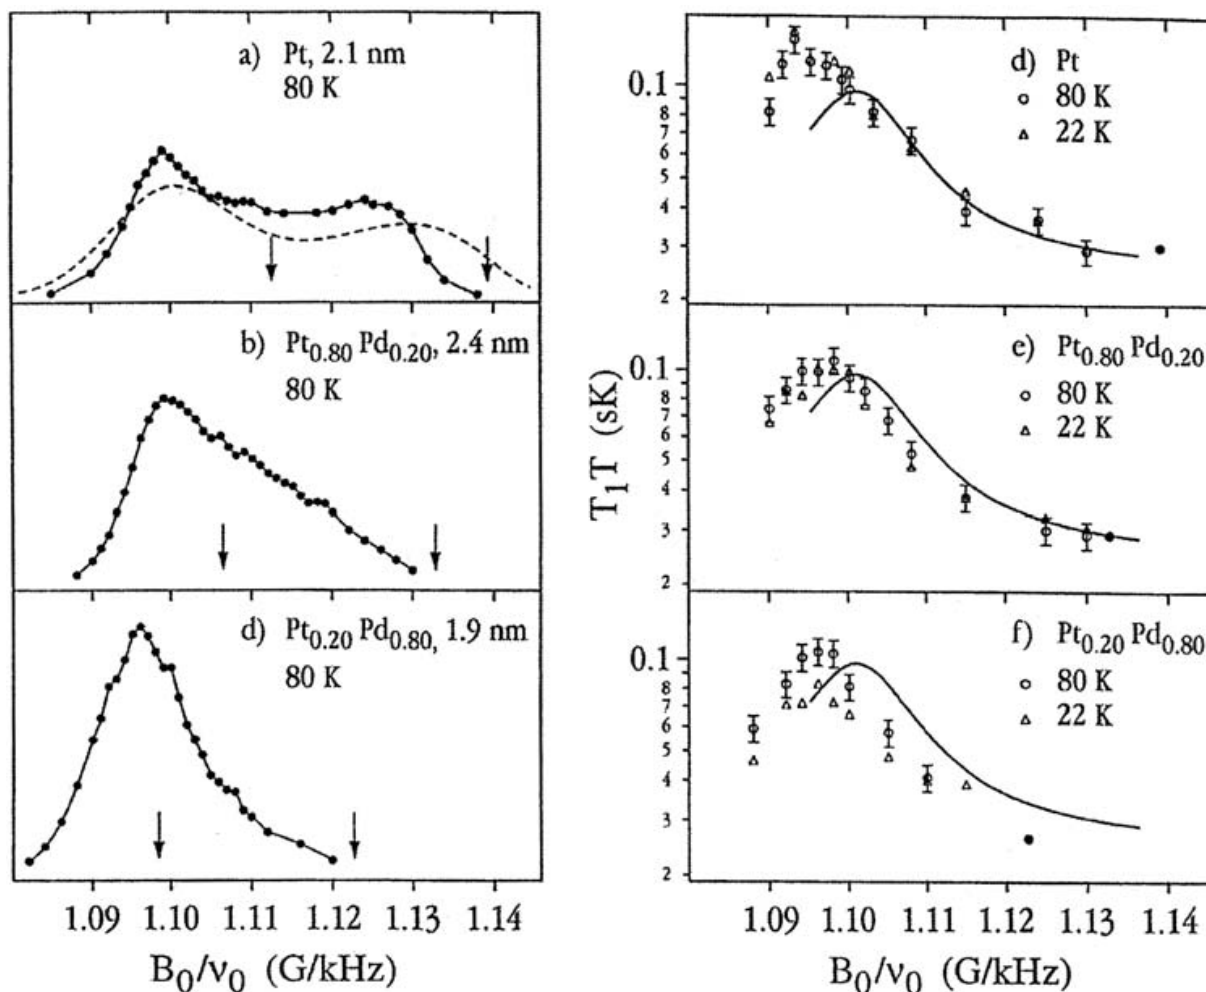 a) Pt, 2.1 nm
80 K
b) Pt0.80 Pd0.20, 2.4 nm
80 K
d) Pt0.20 Pd0.80, 1.9 nm
80 K
1.09 1.10 1.11 1.12 1.13 1.14
B0/ν0 (G/kHz)
T1T (sK)
d) Pt
80 K
22 K
0.1
8
7
6
5
4
3
2
e) Pt0.80 Pd0.20
80 K
22 K
0.1
8
7
6
5
4
3
2
f) Pt0.20 Pd0.80
80 K
22 K
0.1
8
7
6
5
4
3
2
1.09 1.10 1.11 1.12 1.13 1.14
B0/ν0 (G/kHz)